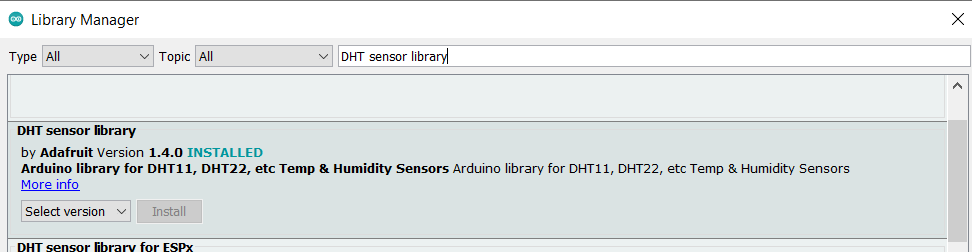 Library Manager
Type All Topic All DHT sensor library
DHT sensor library
by Adafruit Version 1.4.0 INSTALLED
Arduino library for DHT11, DHT22, etc Temp & Humidity Sensors Arduino library for DHT11, DHT22, etc Temp & Humidity Sensors
More info
Select version Install
DHT sensor library for ESPx